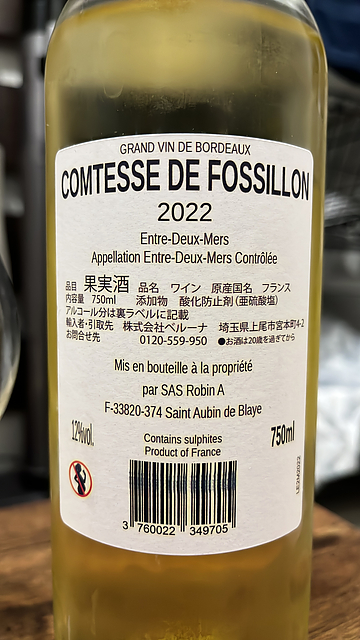 GRAND VIN DE BORDEAUX
COMTESSE DE FOSSILLON
2022
Entre-Deux-Mers
Appellation Entre-Deux-Mers Contrôlée
品目 果実酒 品名 ワイン 原産国名 フランス
内容量 750ml 添加物 酸化防止剤（亜硫酸塩）
アルコール分は裏ラベルに記載
輸入者・引取先 株式会社ベルーナ 埼玉県上尾市宮本町4-2
お問合せ先 0120-559-950 ●お酒は20歳を過ぎてから
Mis en bouteille à la propriété
par SAS Robin A
F-33820-374 Saint Aubin de Blaye
12%vol.
Contains sulphites
Product of France
750ml
3 760022 349705
LE2M2022